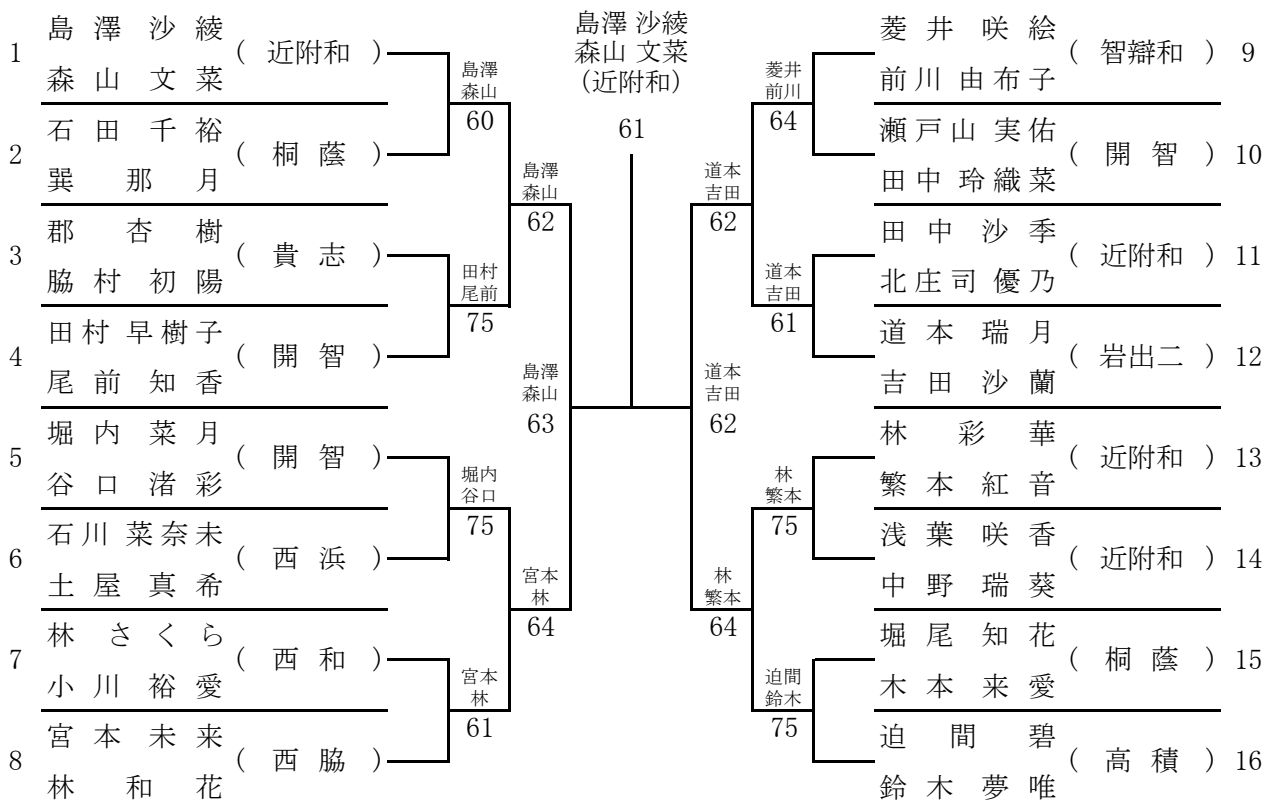 島澤 沙綾
森山 文菜
(近附和)
61
1 島澤 沙綾 ( 近附和 )
森山 文菜
2 石田 千裕 ( 桐蔭 )
巽 那月
3 郡 杏樹 ( 貴志 )
脇村 初陽
4 田村 早樹子 ( 開智 )
尾前 知香
5 堀内 菜月 ( 開智 )
谷口 渚彩
6 石川 菜奈未 ( 西浜 )
土屋 真希
7 林 さくら ( 西和 )
小川 裕愛
8 宮本 未来 ( 西脇 )
林 和花
島澤
森山
60
田村
尾前
75
堀内
谷口
75
宮本
林
61
島澤
森山
62
宮本
林
64
島澤
森山
63
道本
吉田
62
道本
吉田
62
林
繁本
64
菱井
前川
64
道本
吉田
61
林
繁本
75
迫間
鈴木
75
菱井 咲絵 ( 智辯和 ) 9
前川 由布子
瀬戸山 実佑 ( 開智 ) 10
田中 玲織菜
田中 沙季 ( 近附和 ) 11
北庄司 優乃
道本 瑞月 ( 岩出二 ) 12
吉田 沙蘭
林 彩華 ( 近附和 ) 13
繁本 紅音
浅葉 咲香 ( 近附和 ) 14
中野 瑞葵
堀尾 知花 ( 桐蔭 ) 15
木本 来愛
迫間 碧 ( 高積 ) 16
鈴木 夢唯